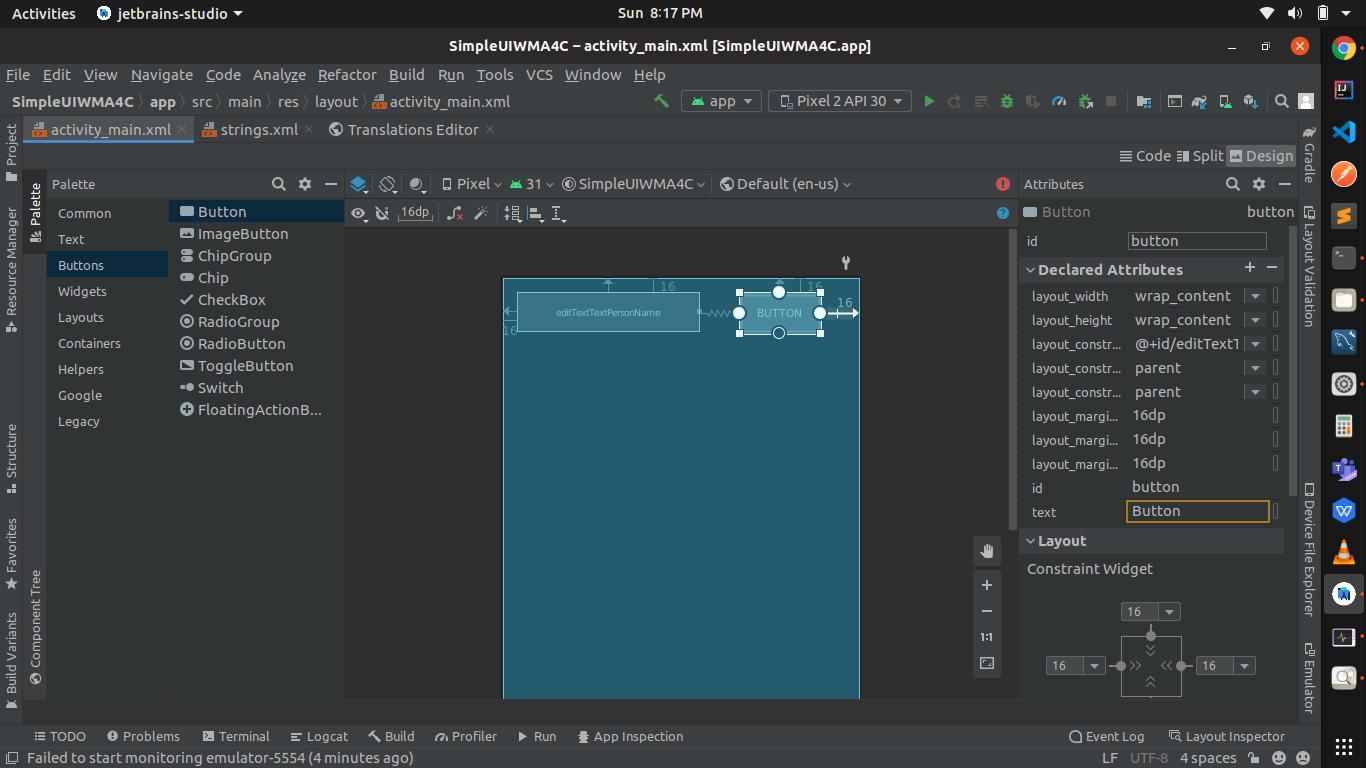 Activities jetbrains-studio Sun 8:17 PM
SimpleUIWMA4C – activity_main.xml [SimpleUIWMA4C.app]
File Edit View Navigate Code Analyze Refactor Build Run Tools VCS Window Help
SimpleUIWMA4C app src main res layout activity_main.xml app Pixel 2 API 30
activity_main.xml strings.xml Translations Editor
Code Split Design
Project
Resource Manager
Structure
Favorites
Build Variants
Palette
Component Tree
Palette
Common
Text
Buttons
Widgets
Layouts
Containers
Helpers
Google
Legacy
Button
ImageButton
ChipGroup
Chip
CheckBox
RadioGroup
RadioButton
ToggleButton
Switch
FloatingActionB...
Pixel 31 SimpleUIWMA4C Default (en-us)
16dp
16 16
editTextTextPersonName BUTTON 16
16
1:1
Attributes
Button button
id button
Declared Attributes
layout_width wrap_content
layout_height wrap_content
layout_constr... @+id/editTextT
layout_constr... parent
layout_constr... parent
layout_margi... 16dp
layout_margi... 16dp
layout_margi... 16dp
id button
text Button
Layout
Constraint Widget
16
16 16
Gradle
Layout Validation
Device File Explorer
Emulator
TODO Problems Terminal Logcat Build Profiler Run App Inspection Event Log Layout Inspector
Failed to start monitoring emulator-5554 (4 minutes ago) LF UTF-8 4 spaces